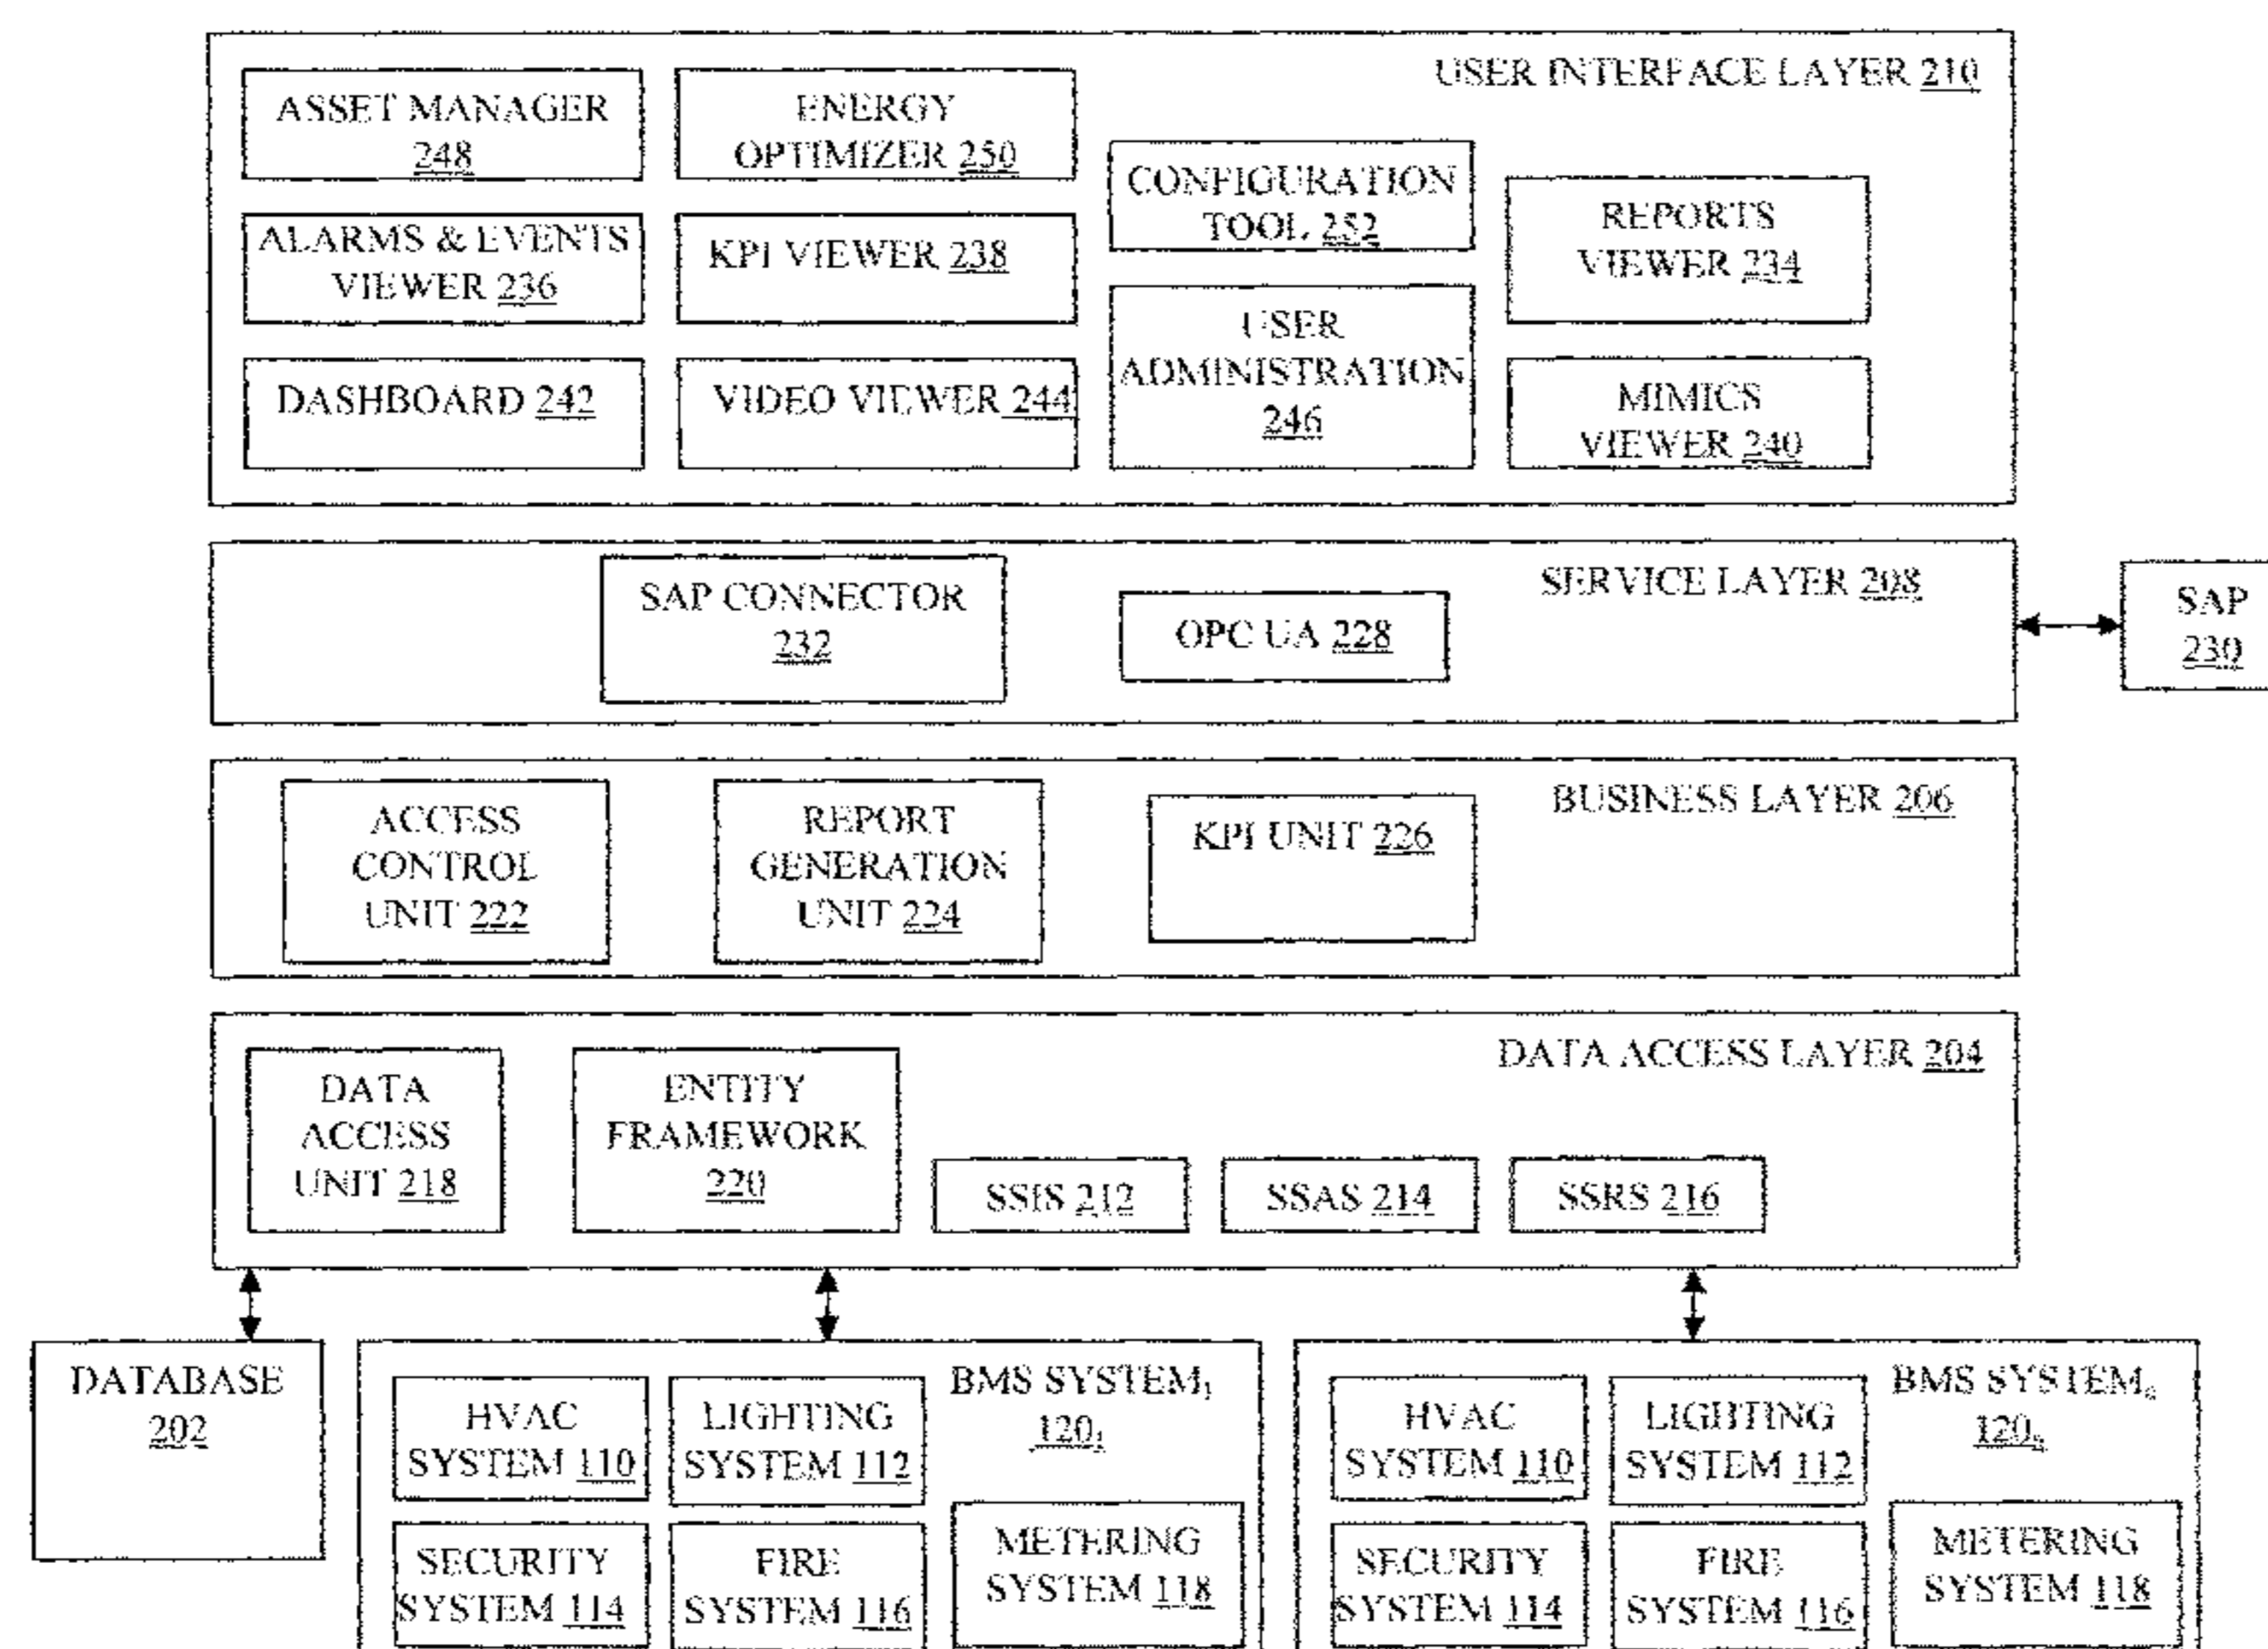 USER INTERFACE LAYER 210
ASSET MANAGER
248
ENERGY
OPTIMIZER 250
CONFIGURATION
TOOL 252
REPORTS
VIEWER 234
ALARMS & EVENTS
VIEWER 236
KPI VIEWER 238
USER
ADMINISTRATION
246
DASHBOARD 242
VIDEO VIEWER 244
MIMICS
VIEWER 240
SERVICE LAYER 208
SAP CONNECTOR
232
OPC UA 228
SAP
230
BUSINESS LAYER 206
ACCESS
CONTROL
UNIT 222
REPORT
GENERATION
UNIT 224
KPI UNIT 226
DATA ACCESS LAYER 204
DATA
ACCESS
UNIT 218
ENTITY
FRAMEWORK
220
SSIS 212
SSAS 214
SSRS 216
DATABASE
202
BMS SYSTEM₁
120₁
HVAC
SYSTEM 110
LIGHTING
SYSTEM 112
SECURITY
SYSTEM 114
FIRE
SYSTEM 116
METERING
SYSTEM 118
BMS SYSTEMₙ
120ₙ
HVAC
SYSTEM 110
LIGHTING
SYSTEM 112
SECURITY
SYSTEM 114
FIRE
SYSTEM 116
METERING
SYSTEM 118